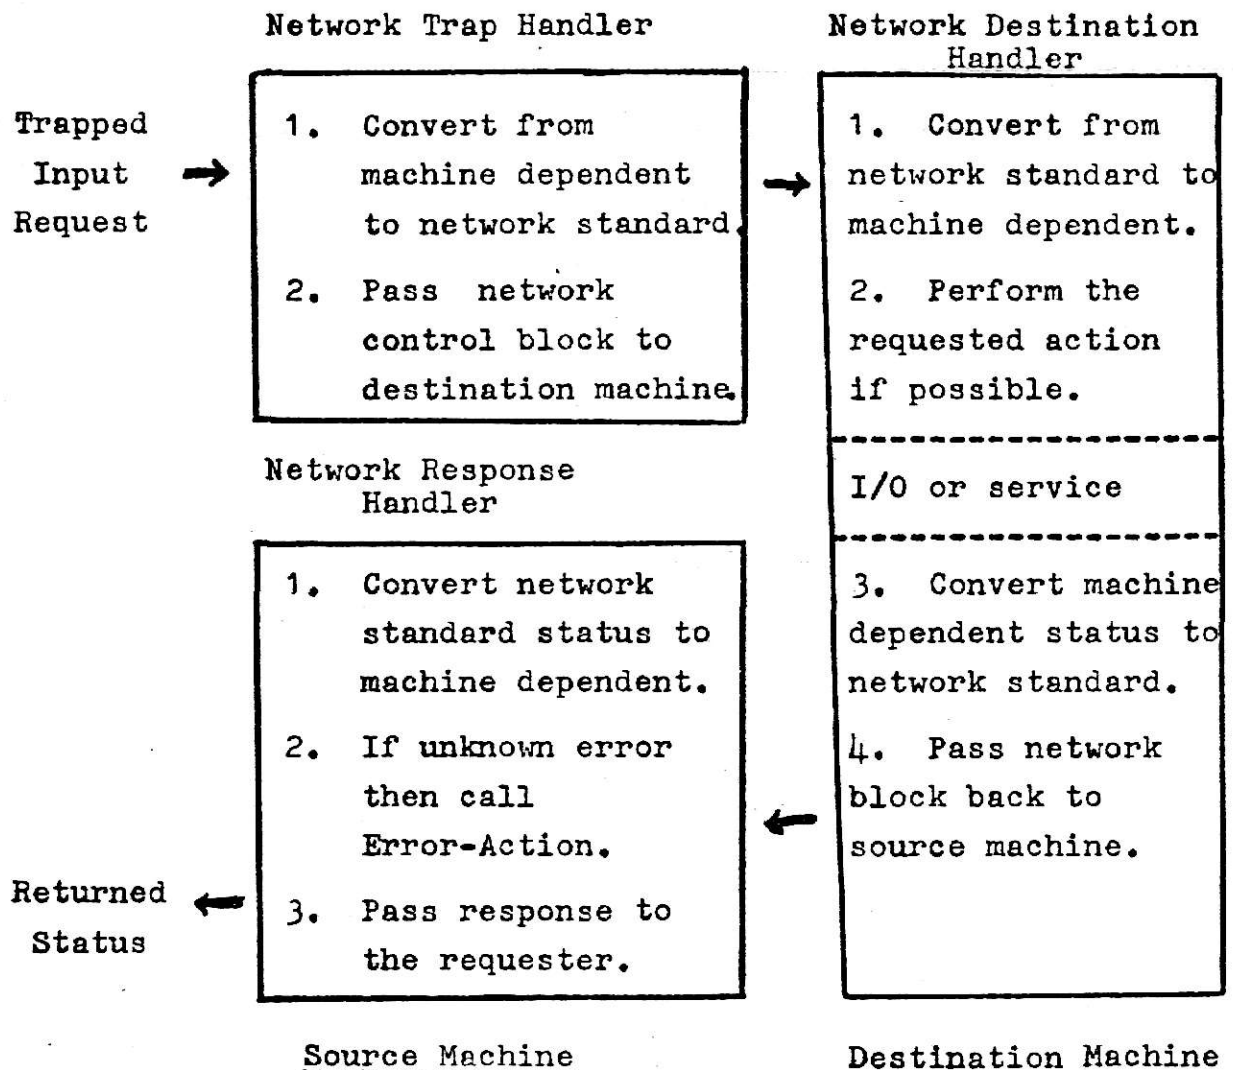 Network Trap Handler
Trapped
Input
Request
1. Convert from
machine dependent
to network standard.
2. Pass network
control block to
destination machine.
Network Destination
Handler
1. Convert from
network standard to
machine dependent.
2. Perform the
requested action
if possible.
I/O or service
3. Convert machine
dependent status to
network standard.
4. Pass network
block back to
source machine.
Network Response
Handler
1. Convert network
standard status to
machine dependent.
2. If unknown error
then call
Error-Action.
3. Pass response to
the requester.
Returned
Status
Source Machine
Destination Machine